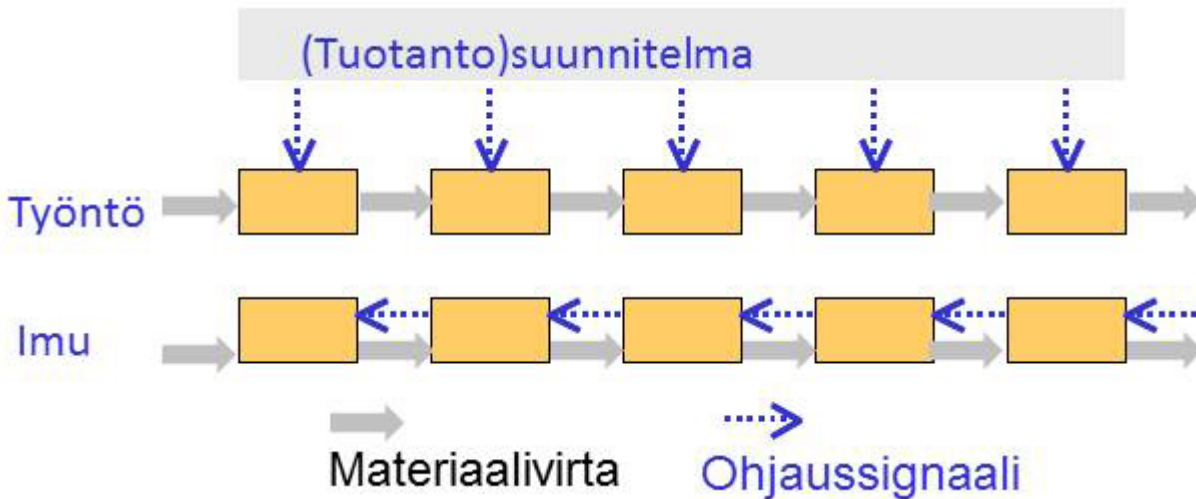 (Tuotanto)suunnitelma
Työntö
Imu
Materiaalivirta
Ohjaussignaali